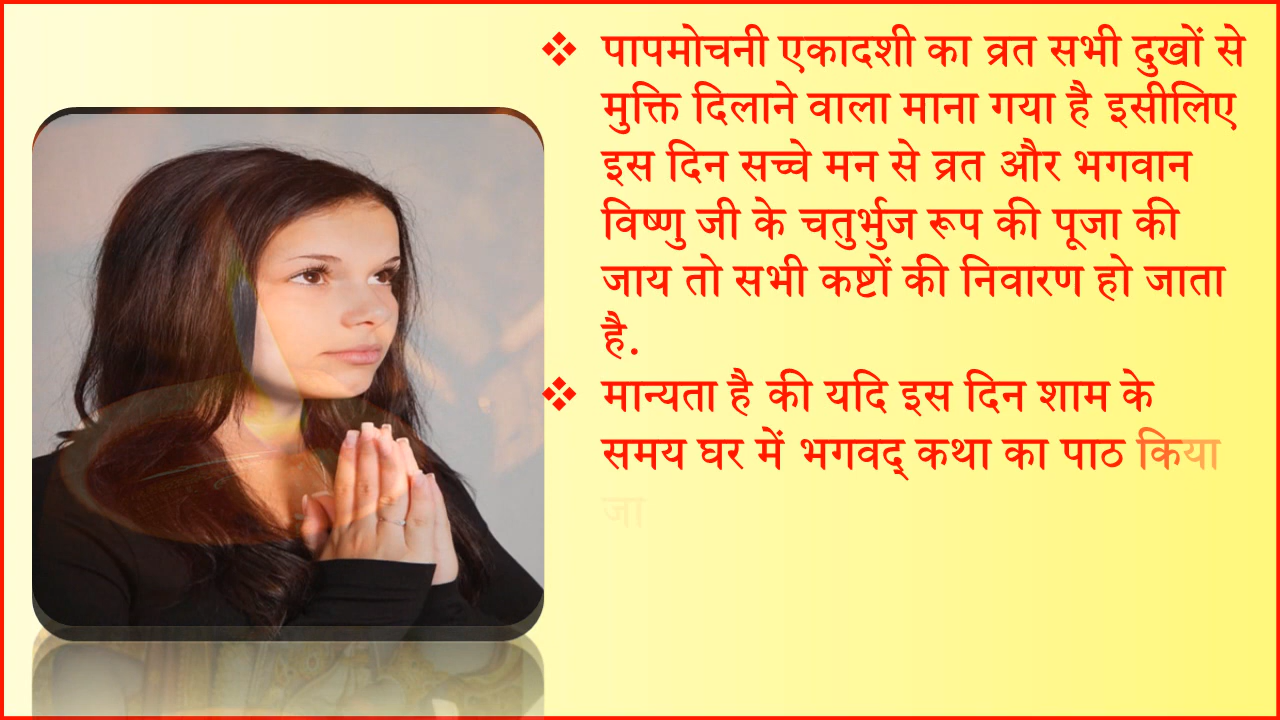 ❖ पापमोचनी एकादशी का व्रत सभी दुखों से
मुक्ति दिलाने वाला माना गया है इसीलिए
इस दिन सच्चे मन से व्रत और भगवान
विष्णु जी के चतुर्भुज रूप की पूजा की
जाय तो सभी कष्टों की निवारण हो जाता
है.
❖ मान्यता है की यदि इस दिन शाम के
समय घर में भगवद् कथा का पाठ किया
जा